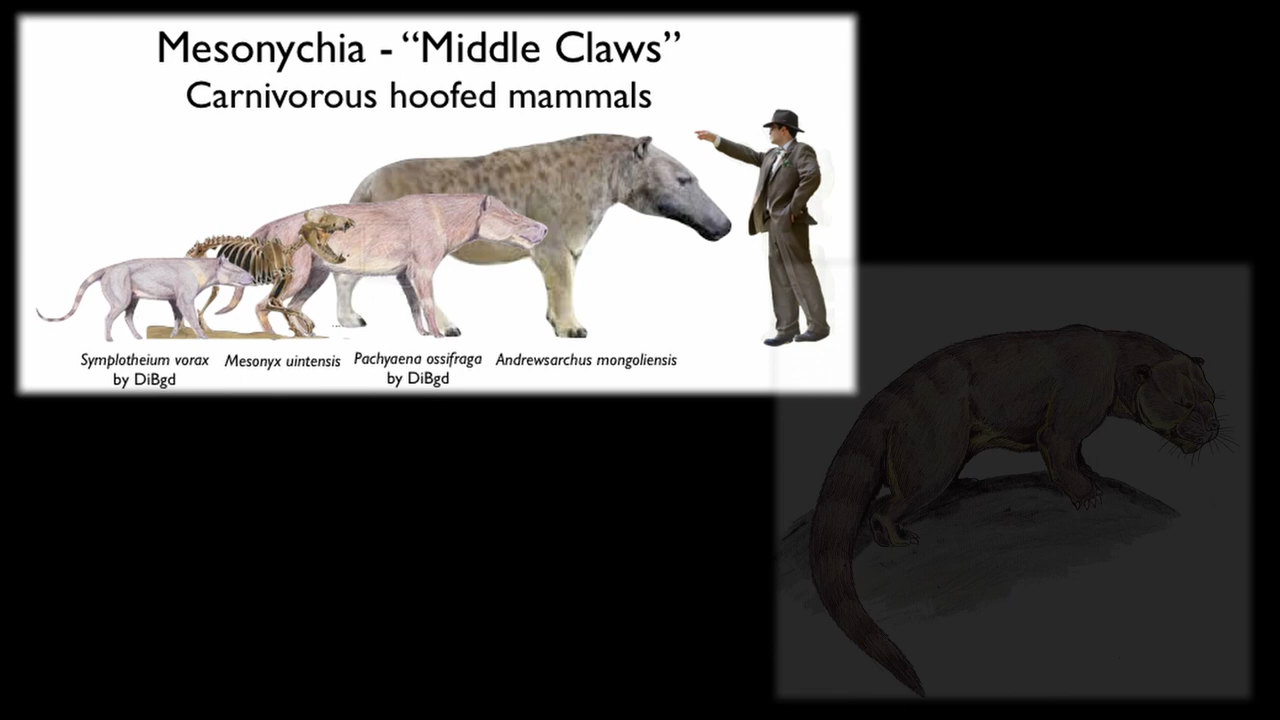 Mesonychia - “Middle Claws”
Carnivorous hoofed mammals
Symplotheium vorax Mesonyx uintensis Pachyaena ossifraga Andrewsarchus mongoliensis
by DiBgd by DiBgd